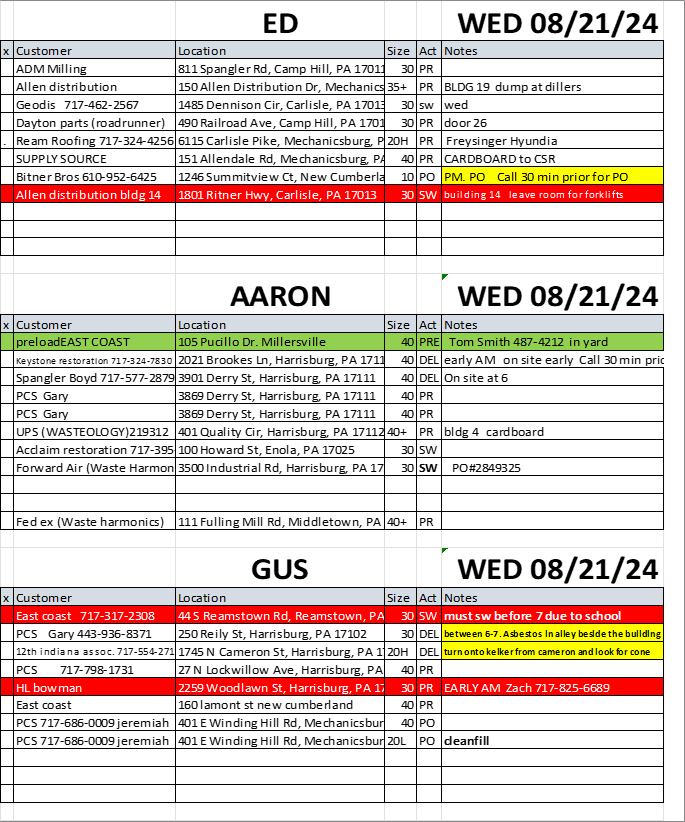 ED WED 08/21/24
x Customer Location Size Act Notes
ADM Milling 811 Spangler Rd, Camp Hill, PA 17011 30 PR
Allen distribution 150 Allen Distribution Dr, Mechanics 35+ PR BLDG 19 dump at dillers
Geodis 717-462-2567 1485 Dennison Cir, Carlisle, PA 17013 30 sw wed
Dayton parts (roadrunner) 490 Railroad Ave, Camp Hill, PA 1701 30 PR door 26
. Ream Roofing 717-324-4256 6115 Carlisle Pike, Mechanicsburg, P 20H PR Freysinger Hyundia
SUPPLY SOURCE 151 Allendale Rd, Mechanicsburg, PA 40 PR CARDBOARD to CSR
Bitner Bros 610-952-6425 1246 Summitview Ct, New Cumberla 10 PO PM. PO Call 30 min prior for PO
Allen distribution bldg 14 1801 Ritner Hwy, Carlisle, PA 17013 30 SW building 14 leave room for forklifts
AARON WED 08/21/24
x Customer Location Size Act Notes
preloadEAST COAST 105 Pucillo Dr. Millersville 40 PRE Tom Smith 487-4212 in yard
Keystone restoration 717-324-7830 2021 Brookes Ln, Harrisburg, PA 1711 40 DEL early AM on site early Call 30 min pric
Spangler Boyd 717-577-2879 3901 Derry St, Harrisburg, PA 17111 40 DEL On site at 6
PCS Gary 3869 Derry St, Harrisburg, PA 17111 40 PR
PCS Gary 3869 Derry St, Harrisburg, PA 17111 40 PR
UPS (WASTEOLOGY)219312 401 Quality Cir, Harrisburg, PA 17112 40+ PR bldg 4 cardboard
Acclaim restoration 717-395 100 Howard St, Enola, PA 17025 30 SW
Forward Air (Waste Harmon 3500 Industrial Rd, Harrisburg, PA 17 30 SW PO#2849325
Fed ex (Waste harmonics) 111 Fulling Mill Rd, Middletown, PA 40+ PR
GUS WED 08/21/24
x Customer Location Size Act Notes
East coast 717-317-2308 44 S Reamstown Rd, Reamstown, PA 30 SW must sw before 7 due to school
PCS Gary 443-936-8371 250 Reily St, Harrisburg, PA 17102 30 DEL between 6-7. Asbestos In alley beside the building
12th indiana assoc. 717-554-271 1745 N Cameron St, Harrisburg, PA 1 20H DEL turn onto kelker from cameron and look for cone
PCS 717-798-1731 27 N Lockwillow Ave, Harrisburg, PA 40 PR
HL bowman 2259 Woodlawn St, Harrisburg, PA 17 30 PR EARLY AM Zach 717-825-6689
East coast 160 lamont st new cumberland 40 PR
PCS 717-686-0009 jeremiah 401 E Winding Hill Rd, Mechanicsbur 40 PO
PCS 717-686-0009 jeremiah 401 E Winding Hill Rd, Mechanicsbur 20L PO cleanfill